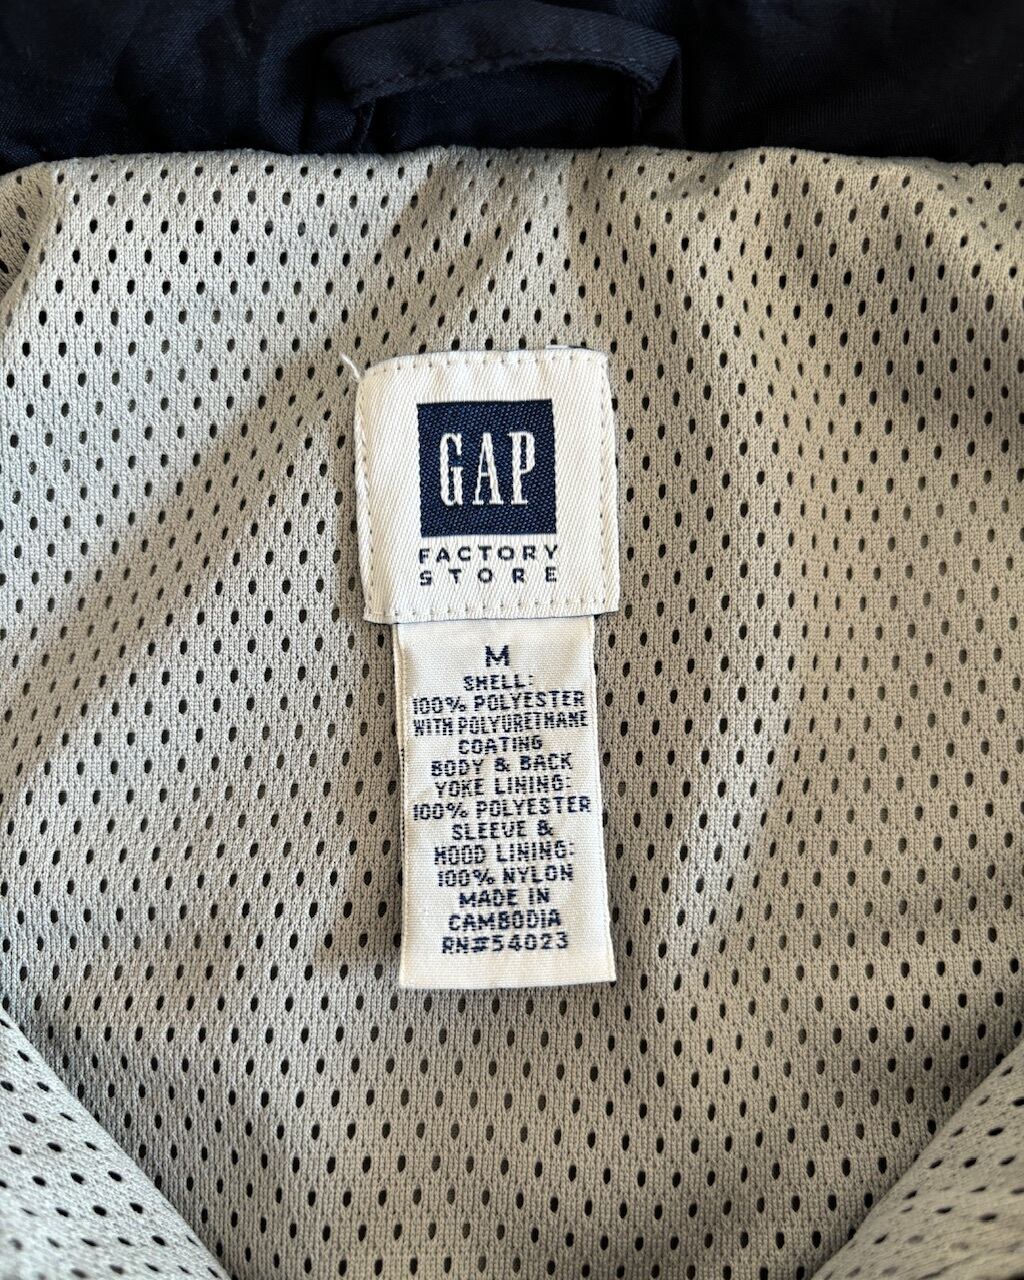 GAP
FACTORY
STORE
M
SHELL:
100% POLYESTER
WITH POLYURETHANE
COATING
BODY & BACK
YOKE LINING:
100% POLYESTER
SLEEVE &
HOOD LINING:
100% NYLON
MADE IN
CAMBODIA
RN#54023